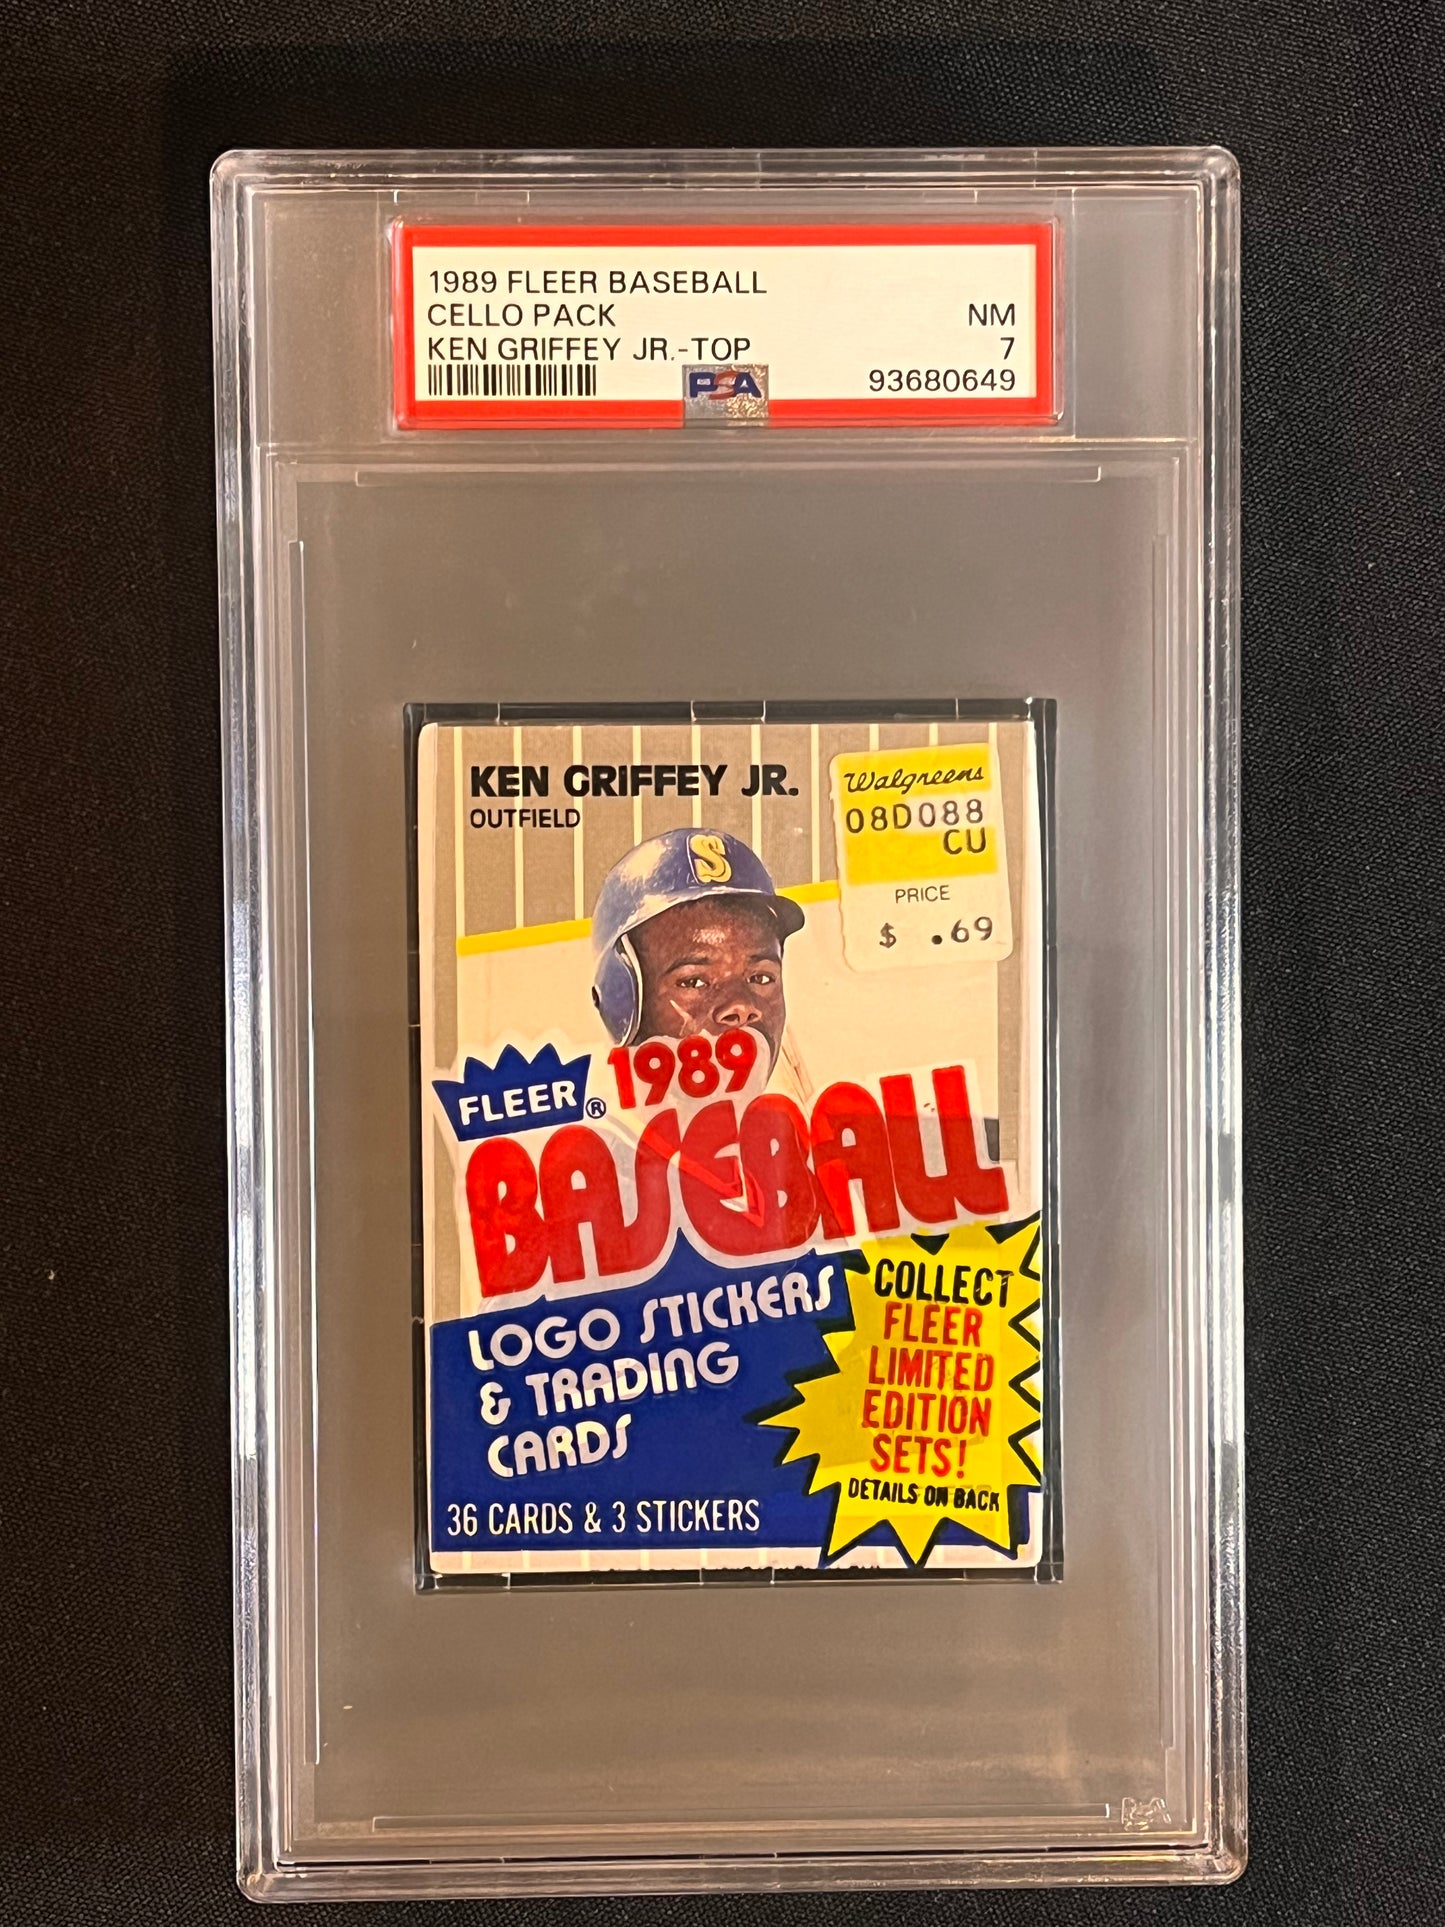 1989 FLEER BASEBALL
CELLO PACK NM
KEN GRIFFEY JR.-TOP 7
PSA 93680649
KEN GRIFFEY JR.
OUTFIELD
S
Walgreens
08D088
CU
PRICE
$ .69
FLEER® 1989
BASEBALL
LOGO STICKERS
& TRADING
CARDS
36 CARDS & 3 STICKERS
COLLECT
FLEER
LIMITED
EDITION
SETS!
DETAILS ON BACK
PSA